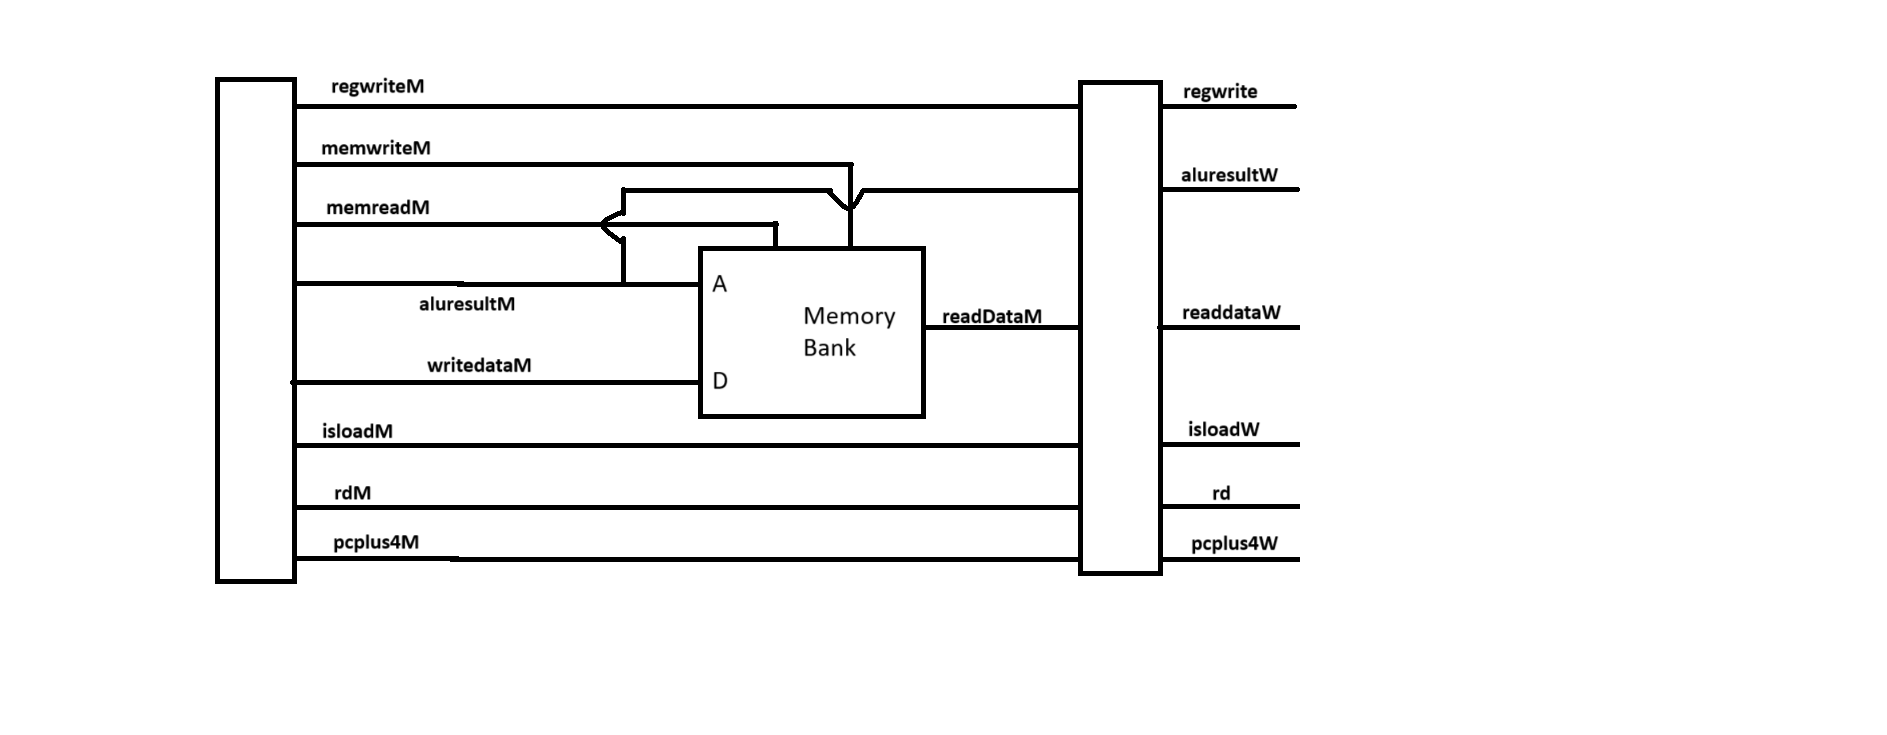 regwriteM
regwrite
memwriteM
aluresultW
memreadM
A
aluresultM
Memory
Bank
readDataM
readdataW
writedataM
D
isloadM
isloadW
rdM
rd
pcplus4M
pcplus4W